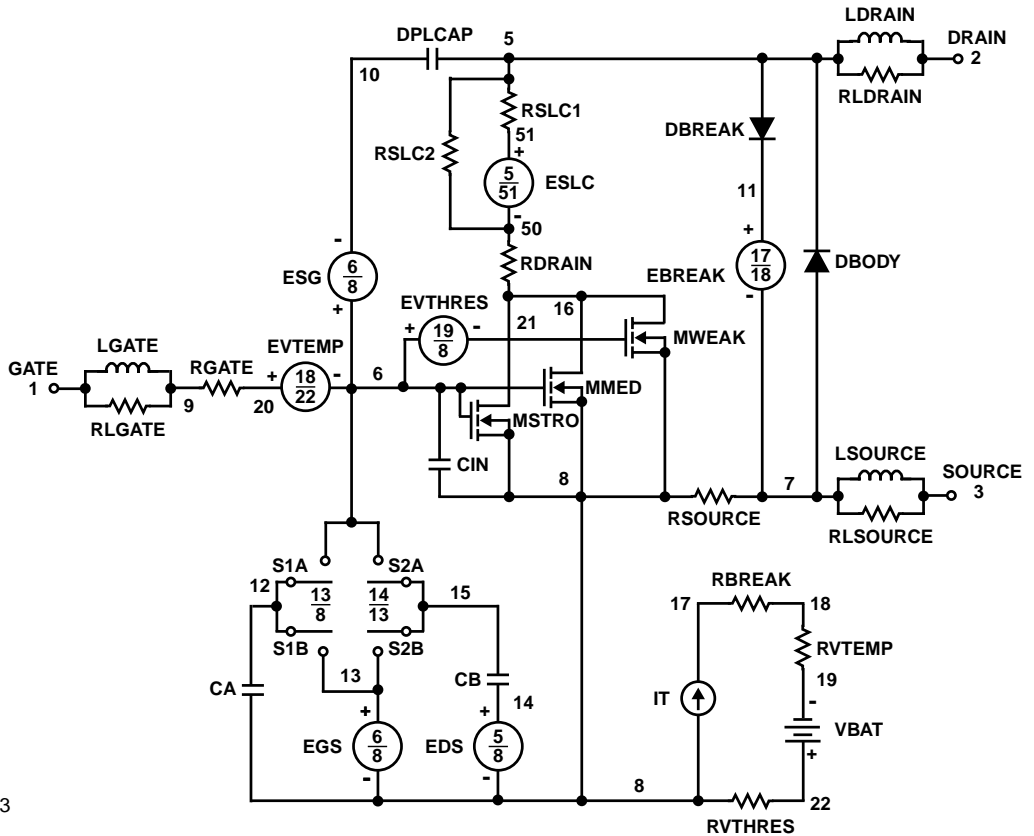 LDRAIN
DPLCAP 5 DRAIN
2
10
RLDRAIN
RSLC1
DBREAK
51
+
RSLC2
5
51
ESLC
11
-
50
-
+
17
18
RDRAIN
6
8
ESG
EBREAK
DBODY
EVTHRES
16
-
+
+ 19
8
- 21
MWEAK
LGATE
EVTEMP
RGATE
GATE
1
+ 18
22
- 6
MMED
9 20
MSTRO
RLGATE
LSOURCE
CIN
8 7
SOURCE
3
RSOURCE
RLSOURCE
S1A S2A
12
13
8
14
13
15
RBREAK
17 18
S1B S2B
RVTEMP
13
CB
19
CA
14
IT
-
+ +
VBAT
EGS 6
8
EDS 5
8
+
- -
8
22
RVTHRES
3